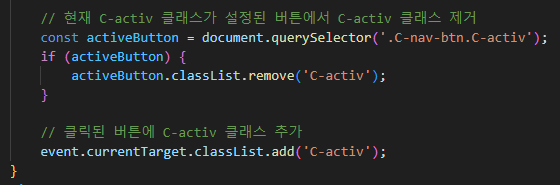 // 현재 C-activ 클래스가 설정된 버튼에서 C-activ 클래스 제거
const activeButton = document.querySelector('.C-nav-btn.C-activ');
if (activeButton) {
activeButton.classList.remove('C-activ');
}
// 클릭된 버튼에 C-activ 클래스 추가
event.currentTarget.classList.add('C-activ');
}